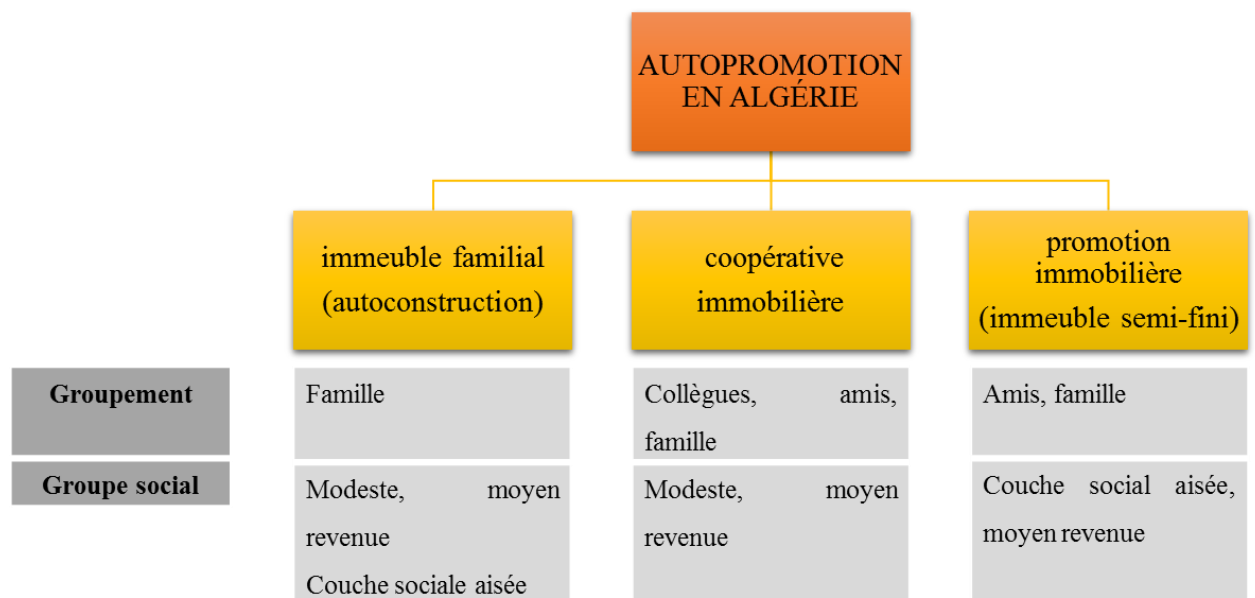 AUTOPROMOTION
EN ALGÉRIE
immeuble familial
(autoconstruction)
coopérative
immobilière
promotion
immobilière
(immeuble semi-fini)
Groupement
Famille
Collègues, amis,
famille
Amis, famille
Groupe social
Modeste, moyen
revenue
Couche sociale aisée
Modeste, moyen
revenue
Couche social aisée,
moyen revenue